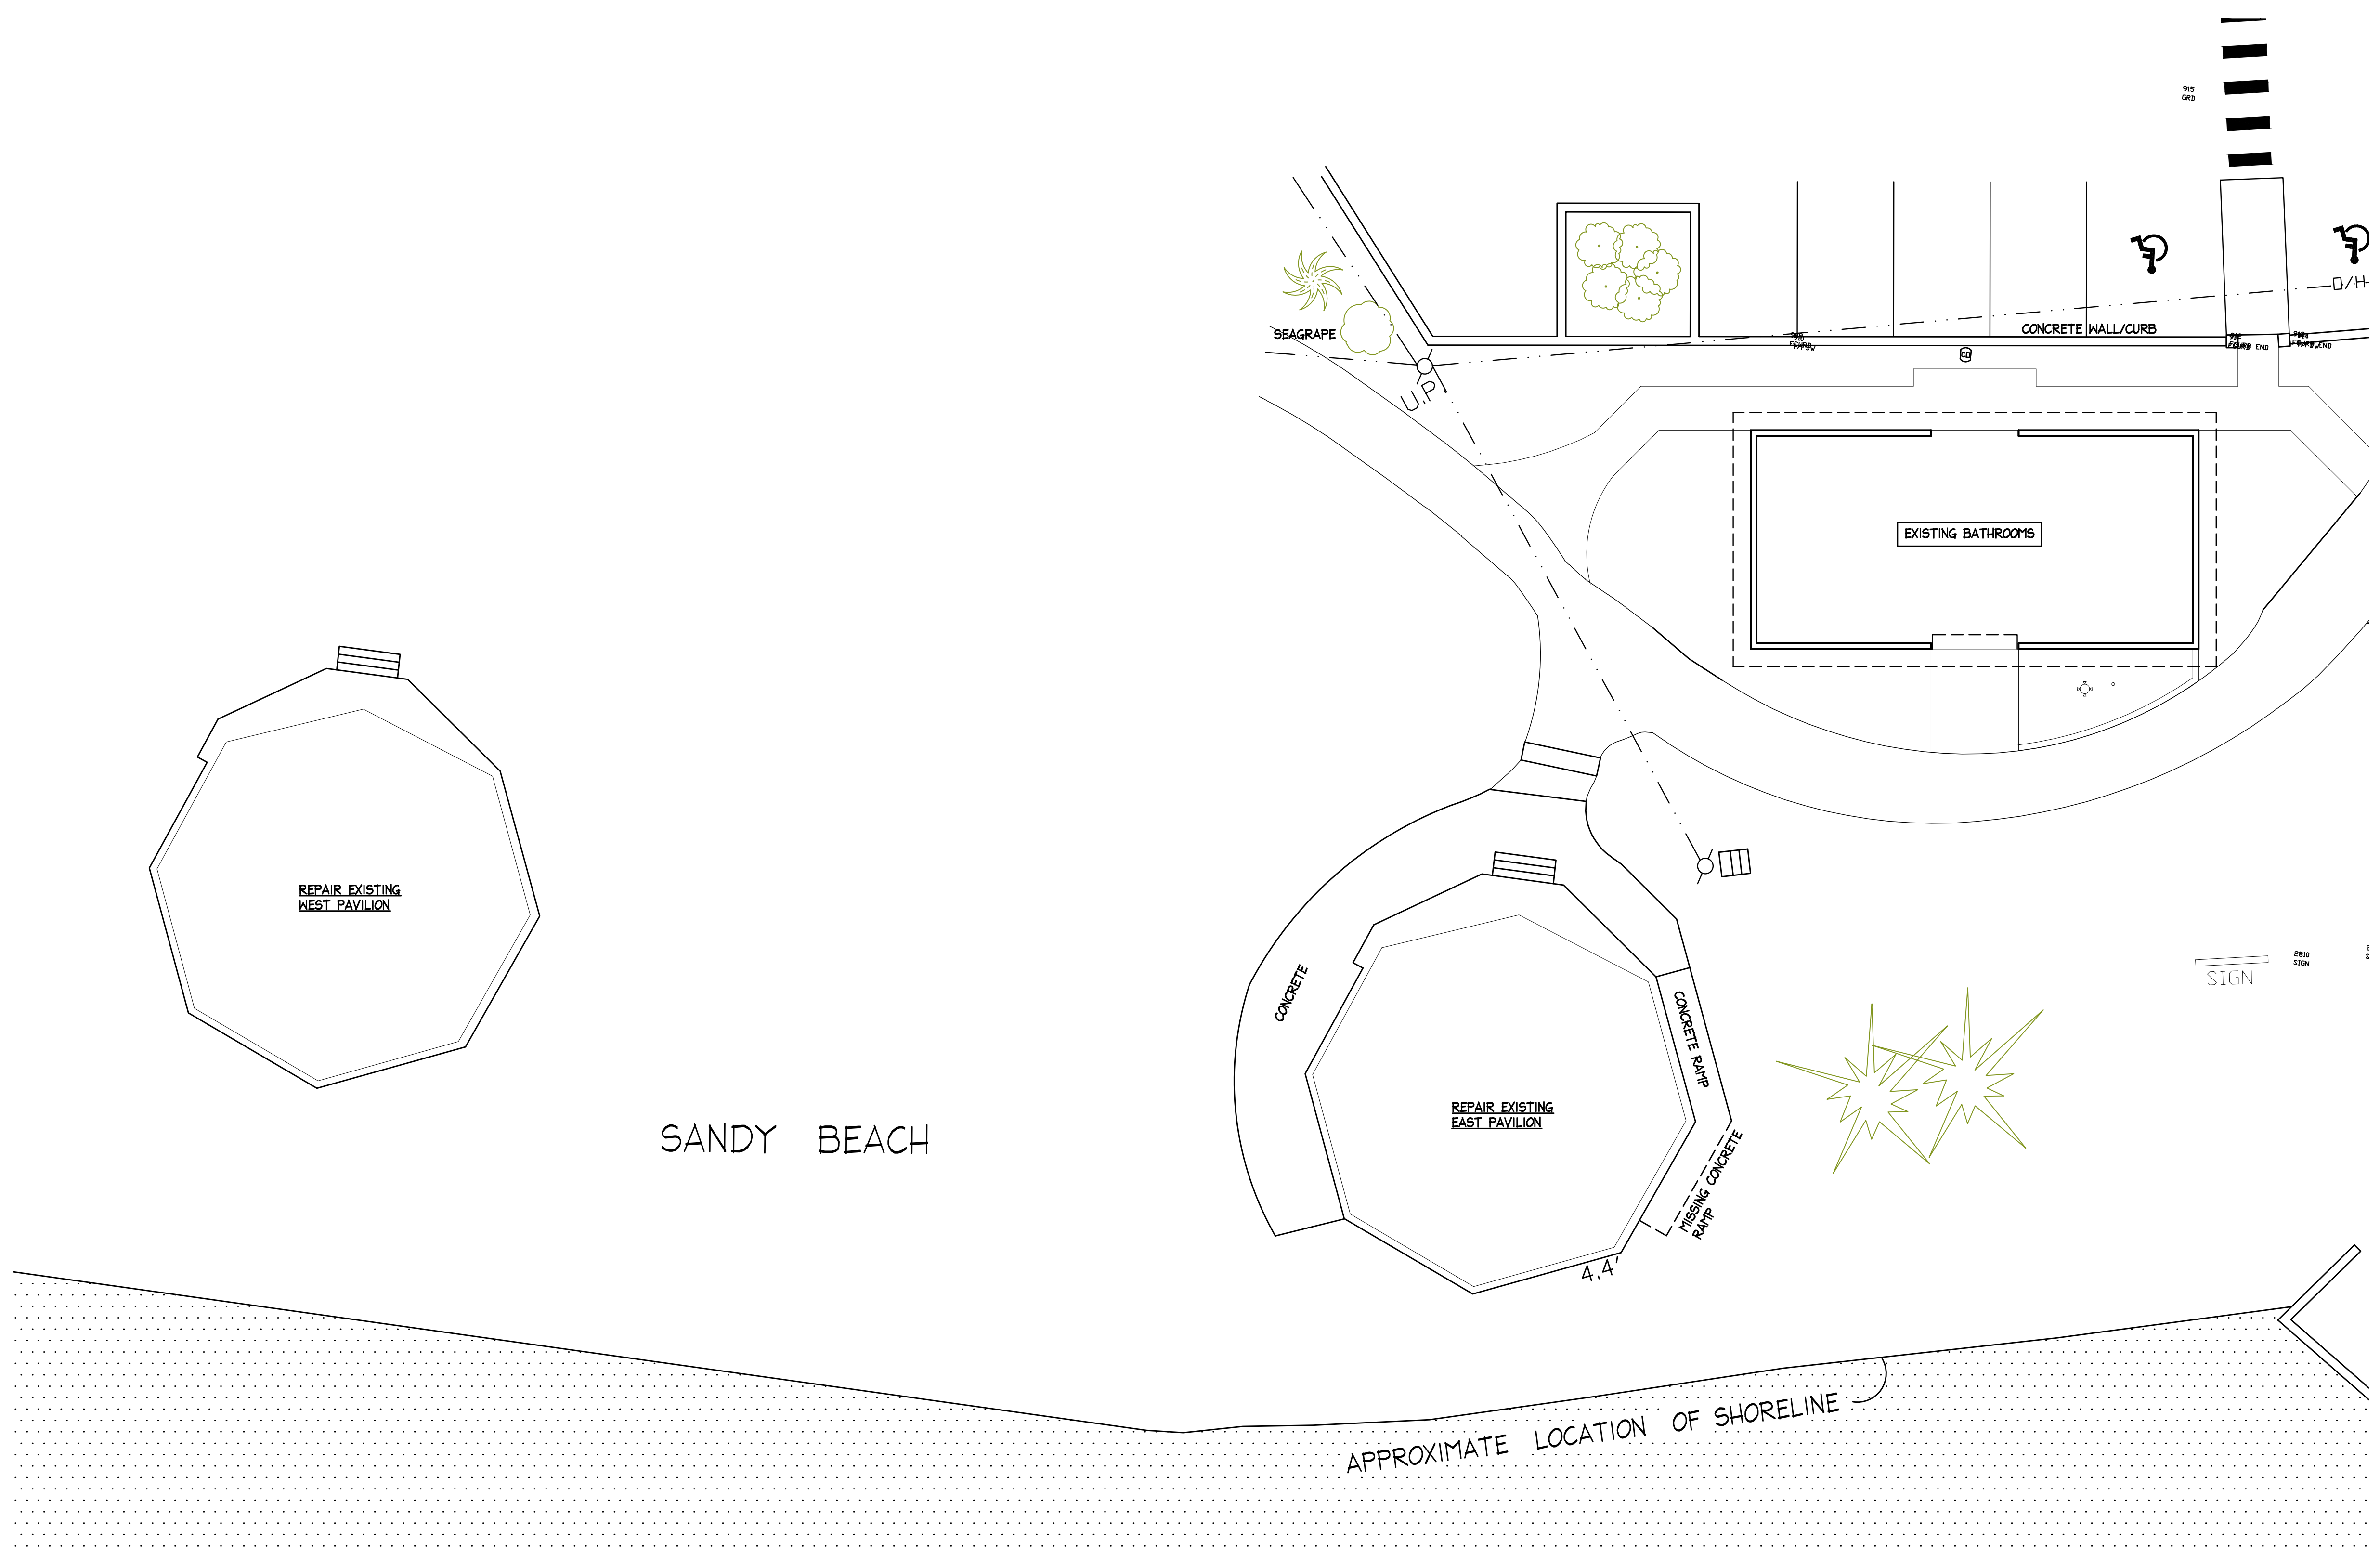 915
GRD
O/H
SEAGRAPE
CONCRETE WALL/CURB
CO
U.P.
EXISTING BATHROOMS
REPAIR EXISTING
WEST PAVILION
CONCRETE
CONCRETE RAMP
2810
SIGN
SIGN
REPAIR EXISTING
EAST PAVILION
MISSING CONCRETE
RAMP
SANDY BEACH
4.4'
APPROXIMATE LOCATION OF SHORELINE